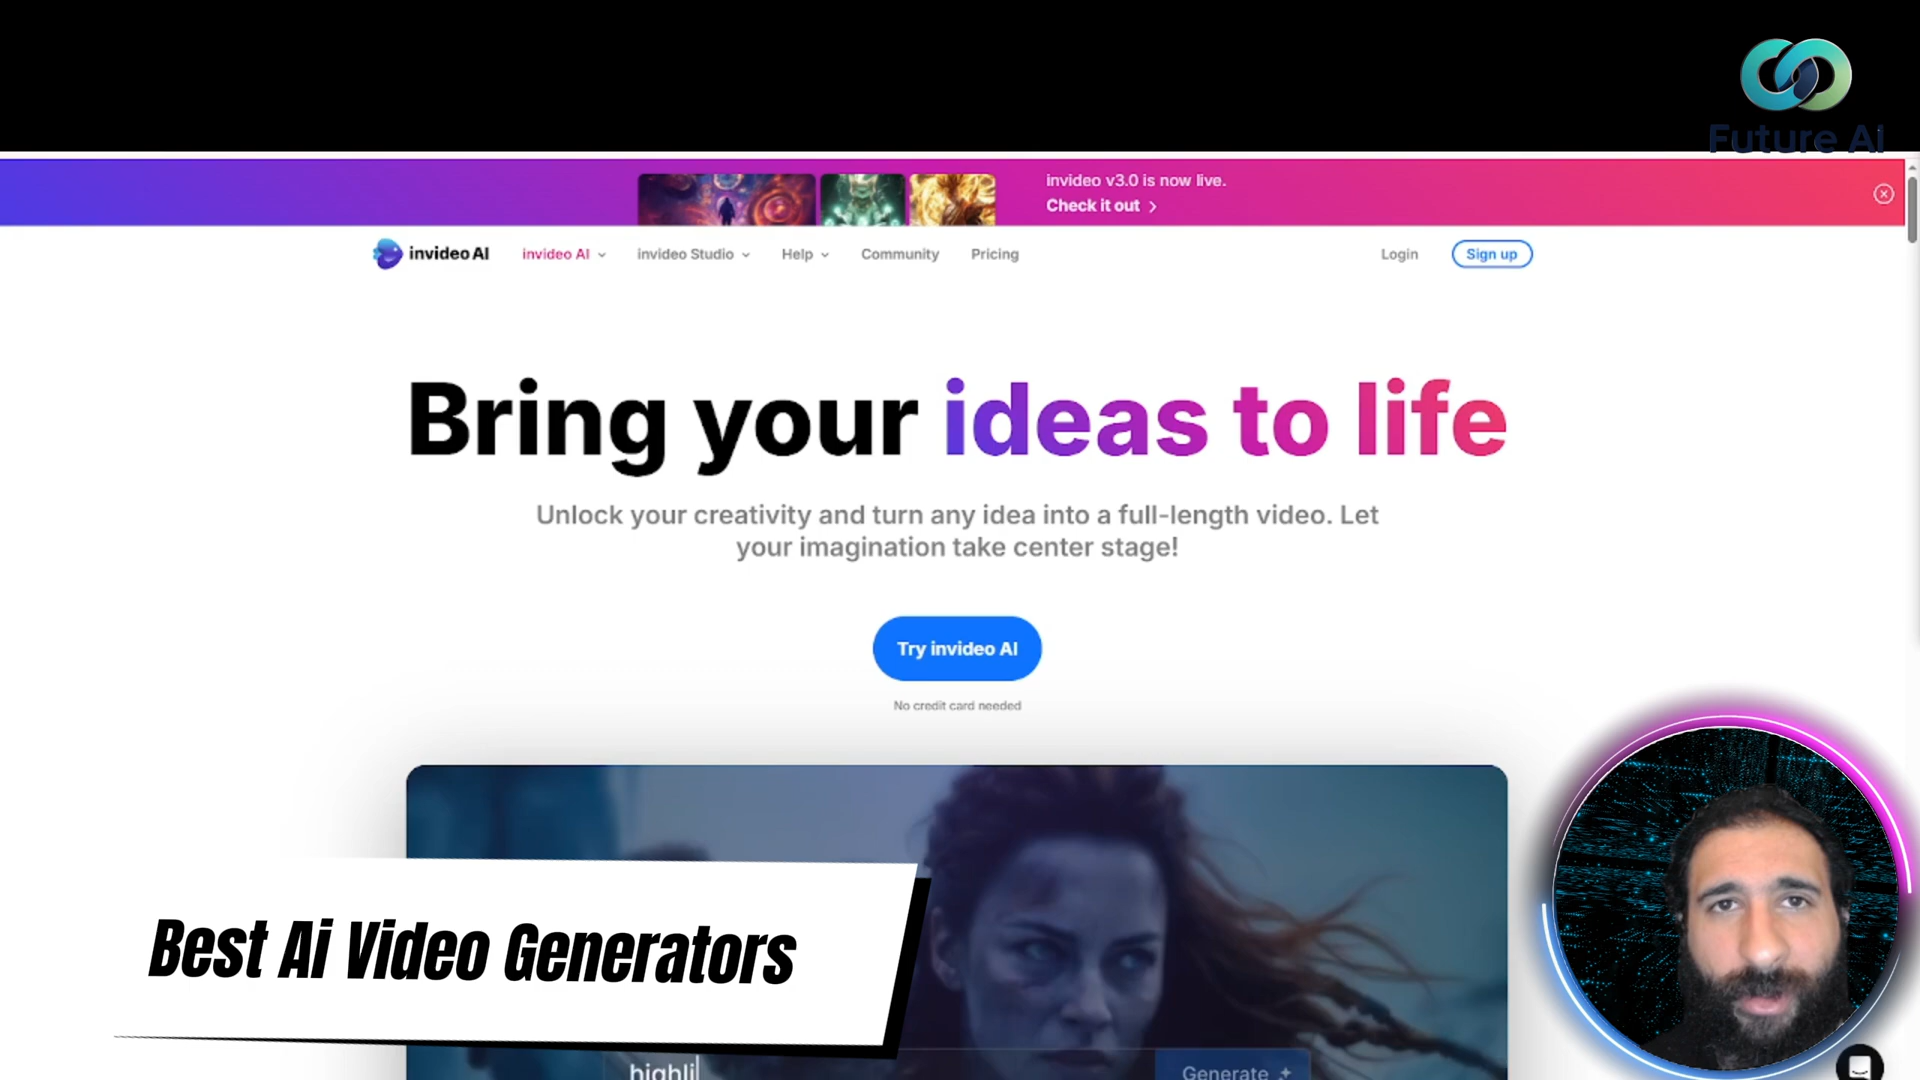 Future AI
invideo v3.0 is now live.
Check it out
invideo AI
invideo AI
invideo Studio
Help
Community
Pricing
Login
Sign up
Bring your ideas to life
Unlock your creativity and turn any idea into a full-length video. Let
your imagination take center stage!
Try invideo AI
No credit card needed
Best Ai Video Generators
highli
Generate